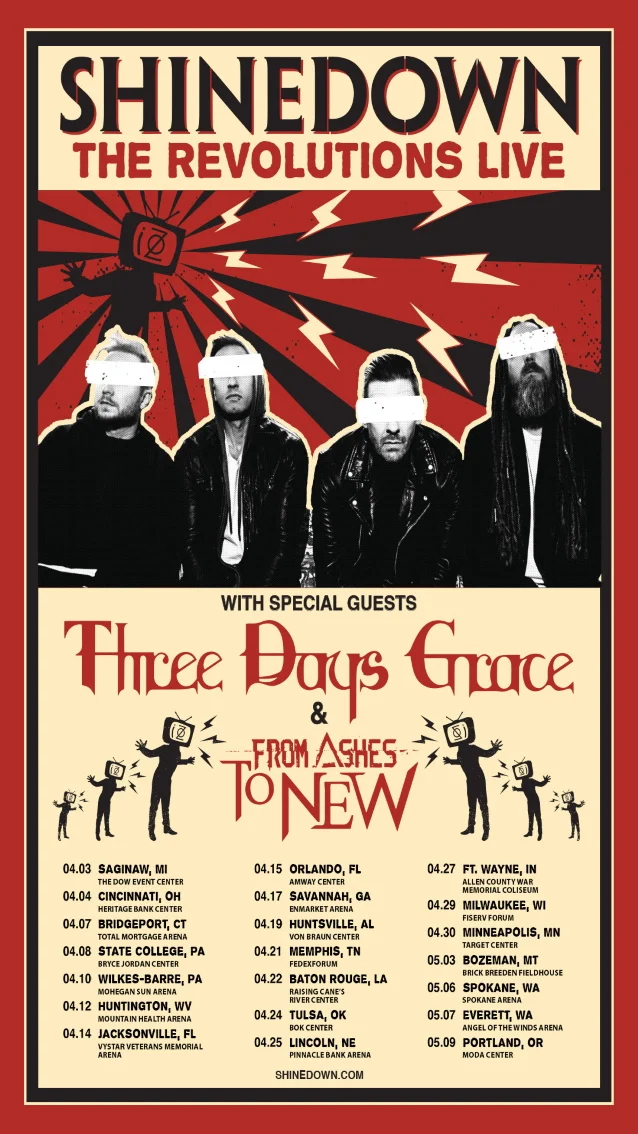 SHINEDOWN
THE REVOLUTIONS LIVE
WITH SPECIAL GUESTS
Three Days Grace
&
FROM ASHES
TO NEW
04.03 SAGINAW, MI
THE DOW EVENT CENTER
04.04 CINCINNATI, OH
HERITAGE BANK CENTER
04.07 BRIDGEPORT, CT
TOTAL MORTGAGE ARENA
04.08 STATE COLLEGE, PA
BRYCE JORDAN CENTER
04.10 WILKES-BARRE, PA
MOHEGAN SUN ARENA
04.12 HUNTINGTON, WV
MOUNTAIN HEALTH ARENA
04.14 JACKSONVILLE, FL
VYSTAR VETERANS MEMORIAL
ARENA
04.15 ORLANDO, FL
AMWAY CENTER
04.17 SAVANNAH, GA
ENMARKET ARENA
04.19 HUNTSVILLE, AL
VON BRAUN CENTER
04.21 MEMPHIS, TN
FEDEXFORUM
04.22 BATON ROUGE, LA
RAISING CANE'S
RIVER CENTER
04.24 TULSA, OK
BOK CENTER
04.25 LINCOLN, NE
PINNACLE BANK ARENA
04.27 FT. WAYNE, IN
ALLEN COUNTY WAR
MEMORIAL COLISEUM
04.29 MILWAUKEE, WI
FISERV FORUM
04.30 MINNEAPOLIS, MN
TARGET CENTER
05.03 BOZEMAN, MT
BRICK BREEDEN FIELDHOUSE
05.06 SPOKANE, WA
SPOKANE ARENA
05.07 EVERETT, WA
ANGEL OF THE WINDS ARENA
05.09 PORTLAND, OR
MODA CENTER
SHINEDOWN.COM